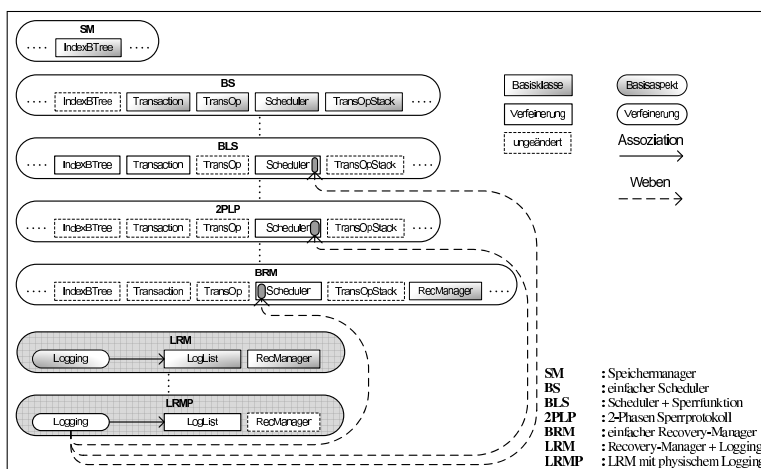 SM
.... IndexBTree ....
BS
.... IndexBTree Transaction TransOp Scheduler TransOpStack ....
BLS
.... IndexBTree Transaction TransOp Scheduler TransOpStack ....
2PLP
.... IndexBTree Transaction TransOp Scheduler TransOpStack ....
BRM
.... IndexBTree Transaction TransOp Scheduler TransOpStack RecManager ....
LRM
Logging LogList RecManager
LRMP
Logging LogList RecManager
Basisklasse Basisaspekt
Verfeinerung Verfeinerung
ungeändert Assoziation
Weben
SM : Speichermanager
BS : einfacher Scheduler
BLS : Scheduler + Sperrfunktion
2PLP : 2-Phasen Sperrprotokoll
BRM : einfacher Recovery-Manager
LRM : Recovery-Manager + Logging
LRMP : LRM mit physischem Logging